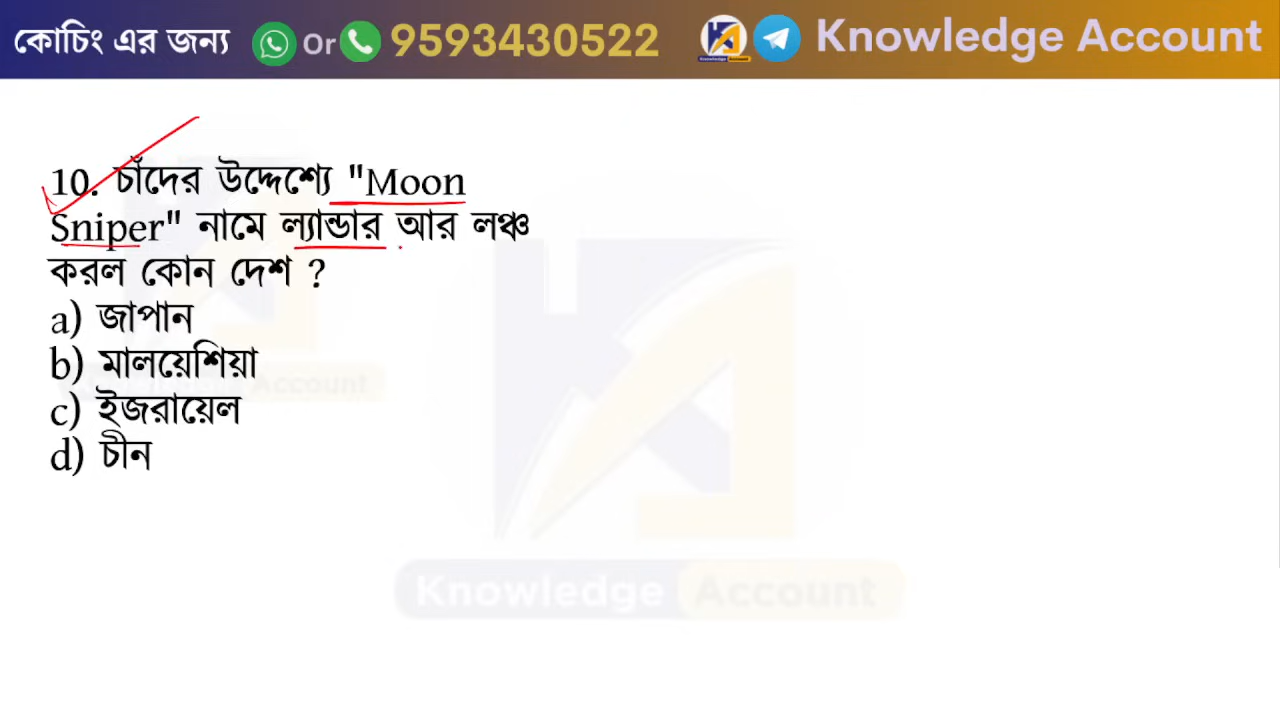 কোচিং এর জন্য Or 9593430522 Knowledge Account
10. চাঁদের উদ্দেশ্যে "Moon
Sniper" নামে ল্যান্ডার আর লঞ্চ
করল কোন দেশ ?
a) জাপান
b) মালয়েশিয়া
c) ইজরায়েল
d) চীন
Knowledge Account